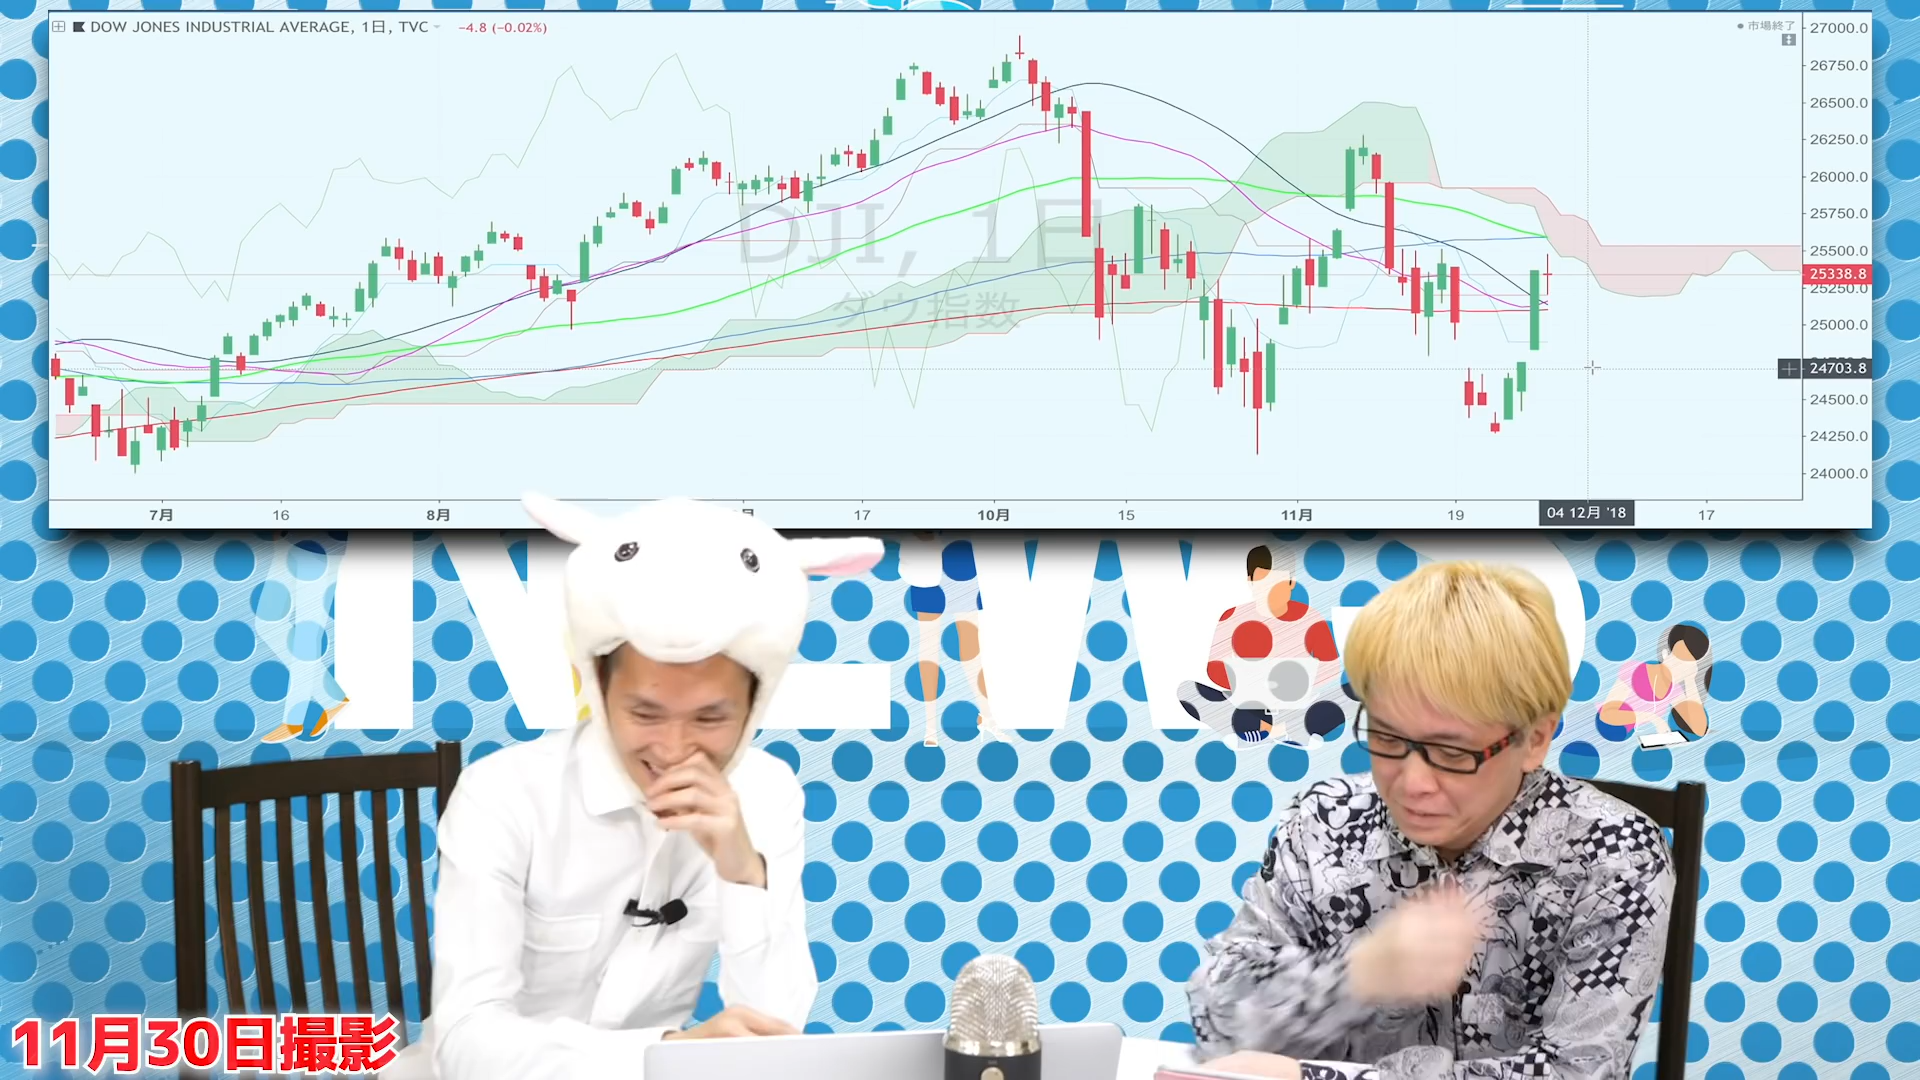 DOW JONES INDUSTRIAL AVERAGE, 1日, TVC −4.8 (−0.02%)
市場終了
27000.0
26750.0
26500.0
26250.0
26000.0
25750.0
25500.0
25338.8
25250.0
25000.0
24703.8
24500.0
24250.0
24000.0
DJI, 1日
ダウ指数
7月 16 8月 17 10月 15 11月 19 04 12月 '18 17
NEWS
11月30日撮影